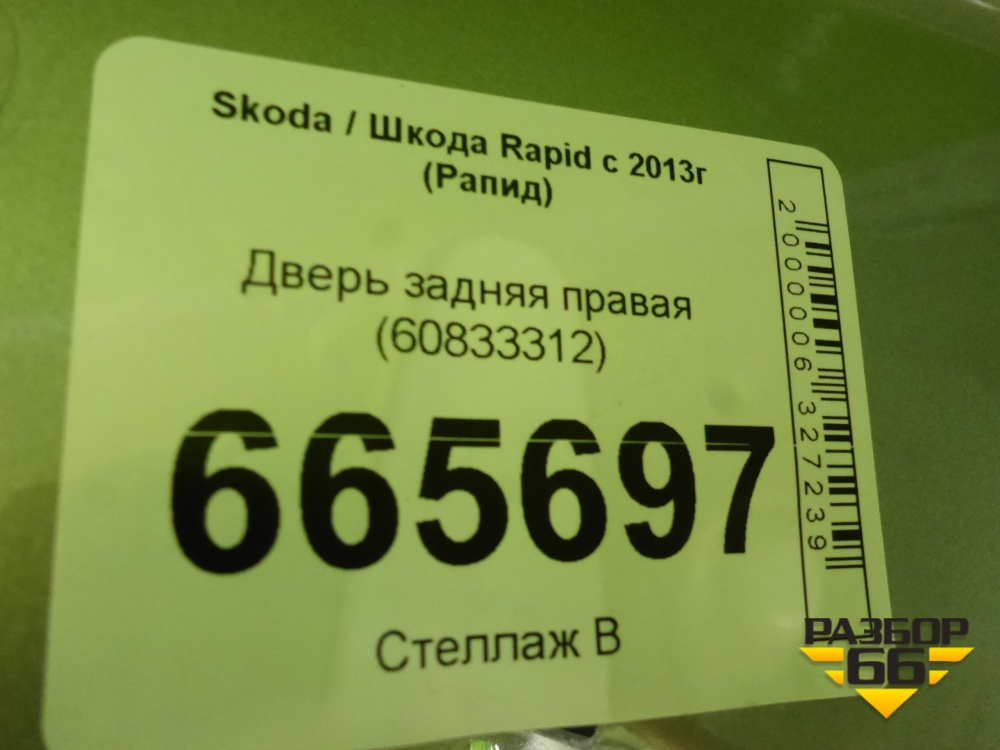 Skoda / Шкода Rapid с 2013г
(Рапид)
Дверь задняя правая
(60833312)
665697
Стеллаж В
2000006327239
РАЗБОР
66